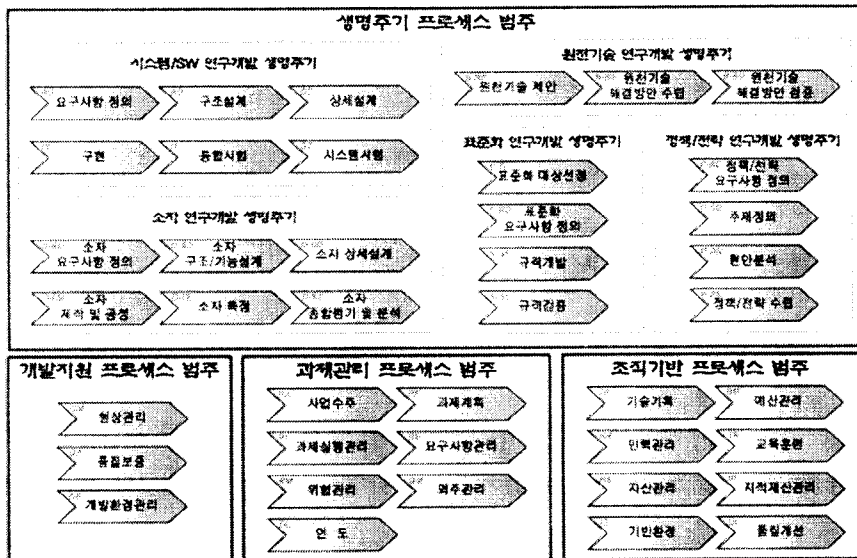 생명주기 프로세스 범주
시스템/SW 연구개발 생명주기
요구사항 정의
구조설계
상세설계
구현
통합시험
시스템시험
소자 연구개발 생명주기
소자
요구사항 정의
소자
구조/기능설계
소자 상세설계
소자
제작 및 공정
소자 측정
소자
종합평가 및 분석
원천기술 연구개발 생명주기
원천기술 제안
원천기술
해결방안 수립
원천기술
해결방안 검증
표준화 연구개발 생명주기
표준화 대상선정
표준화
요구사항 정의
규격개발
규격검증
정책/전략 연구개발 생명주기
정책/전략
요구사항 정의
주제정의
현안분석
정책/전략 수립
개발지원 프로세스 범주
형상관리
품질보증
개발환경관리
과제관리 프로세스 범주
사업수주
과제계획
과제실행관리
요구사항관리
위험관리
외주관리
인 도
조직기반 프로세스 범주
기술기획
예산관리
인력관리
교육훈련
자산관리
지적재산관리
기반환경
품질개선